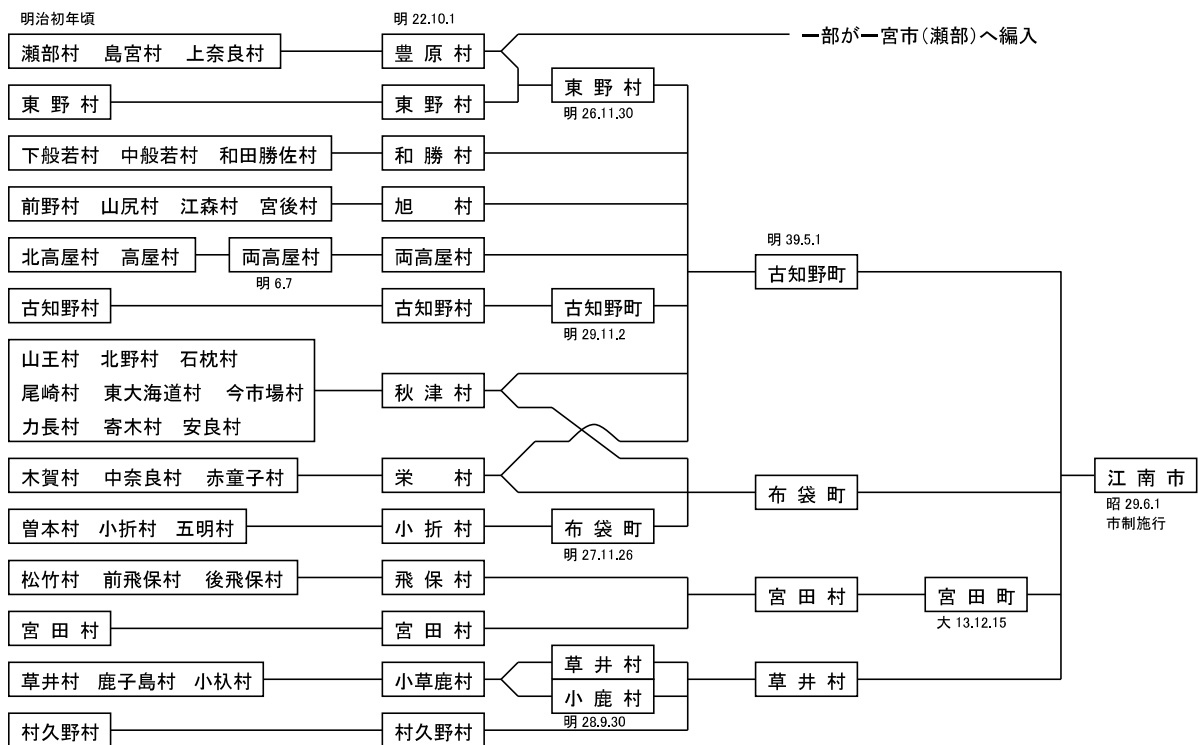 明治初年頃
明 22.10.1
瀬部村 島宮村 上奈良村
豊原村
一部が一宮市(瀬部)へ編入
東野村
東野村
東野村
明 26.11.30
下般若村 中般若村 和田勝佐村
和勝村
前野村 山尻村 江森村 宮後村
旭村
北高屋村 高屋村
両高屋村
明 6.7
両高屋村
明 39.5.1
古知野町
古知野村
古知野村
古知野町
明 29.11.2
山王村 北野村 石枕村
尾崎村 東大海道村 今市場村
力長村 寄木村 安良村
秋津村
木賀村 中奈良村 赤童子村
栄村
布袋町
江南市
昭 29.6.1
市制施行
曽本村 小折村 五明村
小折村
布袋町
明 27.11.26
松竹村 前飛保村 後飛保村
飛保村
宮田村
宮田町
大 13.12.15
宮田村
宮田村
草井村 鹿子島村 小杁村
小草鹿村
草井村
小鹿村
明 28.9.30
草井村
村久野村
村久野村